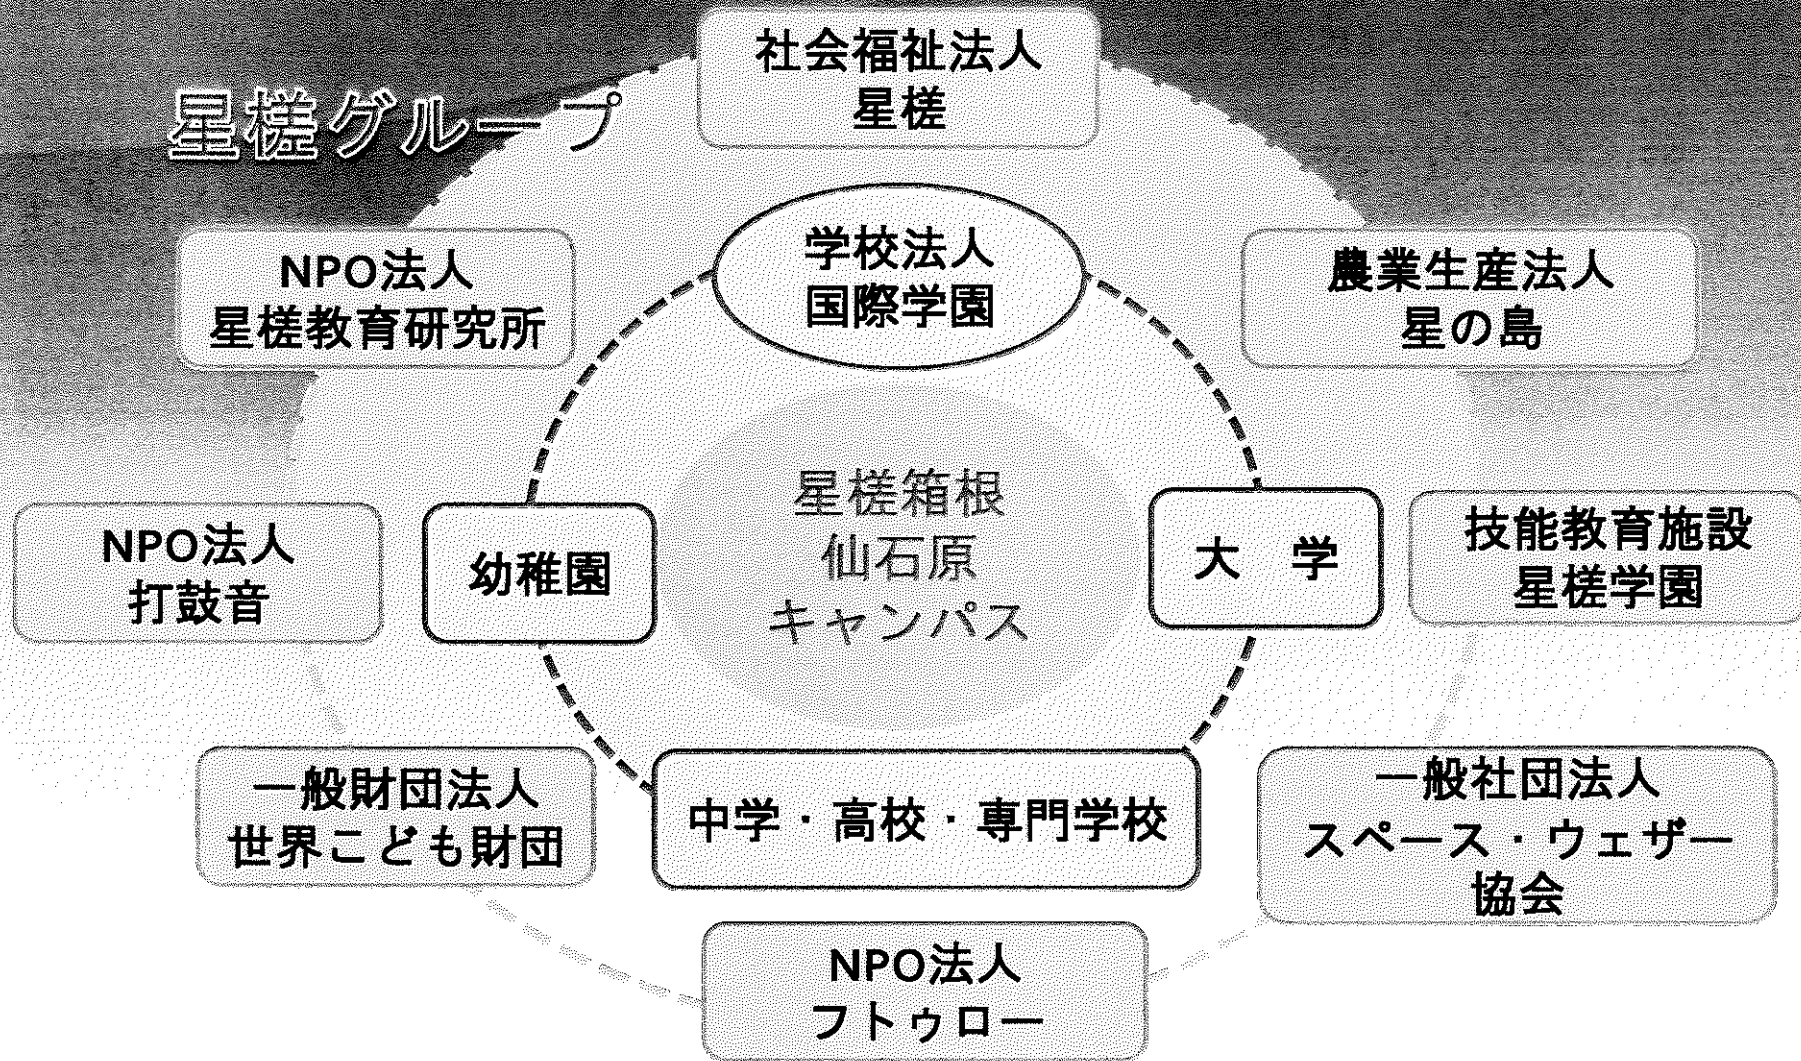 社会福祉法人
星槎
星槎グループ
学校法人
国際学園
NPO法人
星槎教育研究所
農業生産法人
星の島
星槎箱根
仙石原
キャンパス
NPO法人
打鼓音
幼稚園
大　学
技能教育施設
星槎学園
一般財団法人
世界こども財団
中学・高校・専門学校
一般社団法人
スペース・ウェザー
協会
NPO法人
フトゥロー